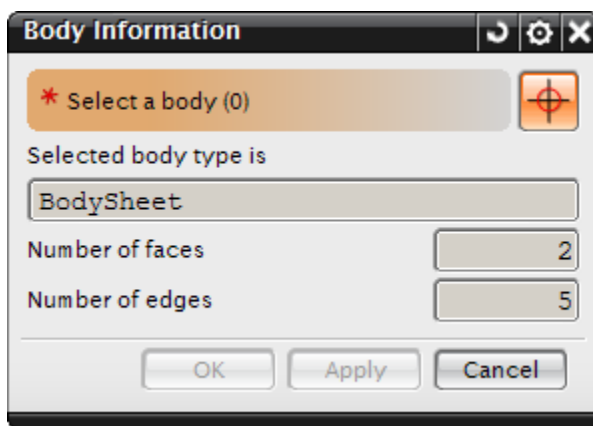 Body Information
* Select a body (0)
Selected body type is
BodySheet
Number of faces 2
Number of edges 5
OK Apply Cancel